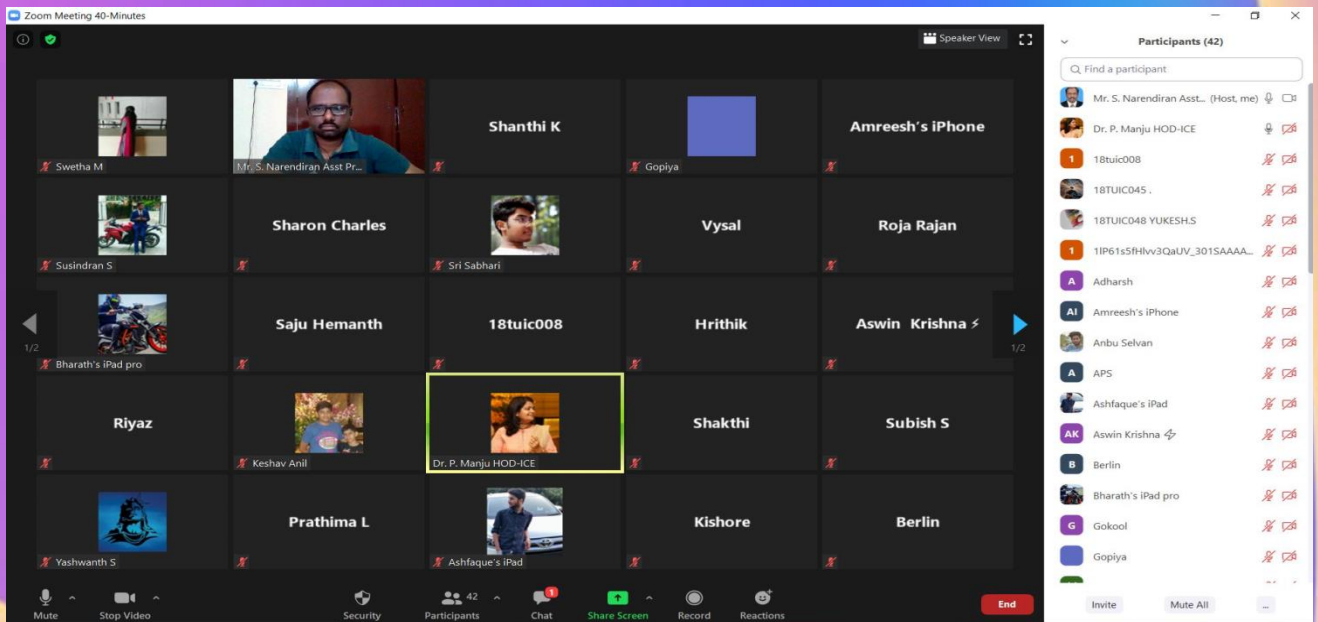 Zoom Meeting 40-Minutes
Speaker View
Swetha M
Mr. S. Narendiran Asst Pr...
Shanthi K
Gopiya
Amreesh's iPhone
Susindran S
Sharon Charles
Sri Sabhari
Vysal
Roja Rajan
Bharath's iPad pro
Saju Hemanth
18tuic008
Hrithik
Aswin Krishna ⚡
1/2
1/2
Riyaz
Keshav Anil
Dr. P. Manju HOD-ICE
Shakthi
Subish S
Yashwanth S
Prathima L
Ashfaque's iPad
Kishore
Berlin
Mute
Stop Video
Security
Participants
42
Chat
1
Share Screen
Record
Reactions
End
Participants (42)
Find a participant
Mr. S. Narendiran Asst... (Host, me)
Dr. P. Manju HOD-ICE
1 18tuic008
18TUIC045 .
18TUIC048 YUKESH.S
1
A Adharsh
AI Amreesh's iPhone
Anbu Selvan
A APS
Ashfaque's iPad
AK Aswin Krishna ⚡
B Berlin
Bharath's iPad pro
G Gokool
Gopiya
Invite
Mute All
...